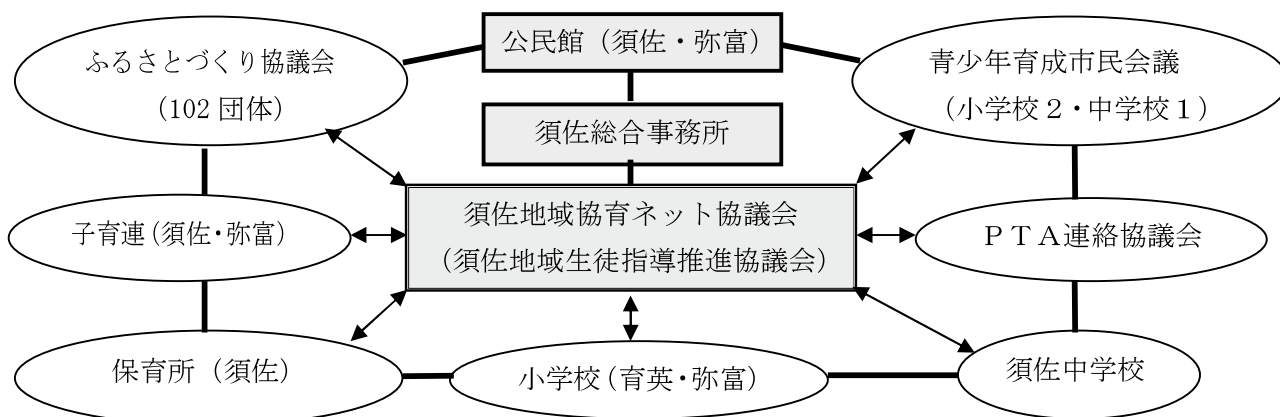 公民館（須佐・弥富）
ふるさとづくり協議会
（102 団体）
青少年育成市民会議
（小学校２・中学校１）
須佐総合事務所
須佐地域協育ネット協議会
（須佐地域生徒指導推進協議会）
子育連（須佐・弥富）
ＰＴＡ連絡協議会
保育所（須佐）
小学校（育英・弥富）
須佐中学校